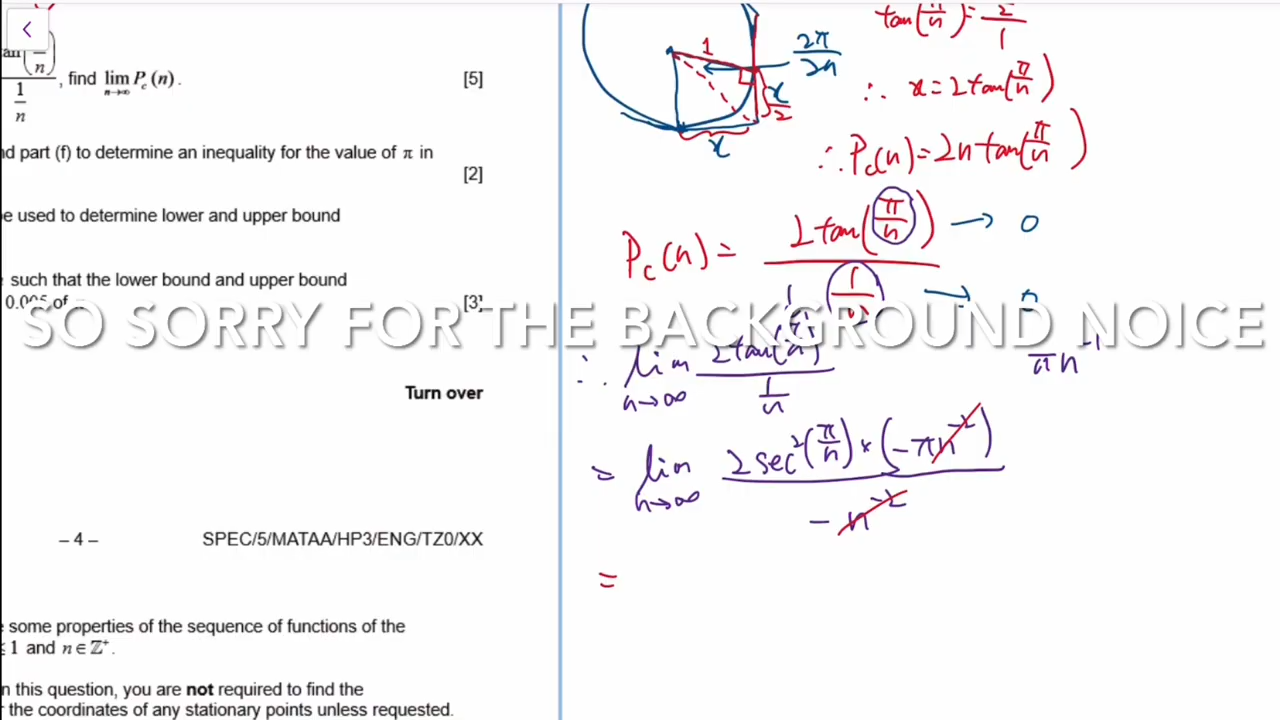 , find lim P_c(n).
n→∞
[5]
1/n
nd part (f) to determine an inequality for the value of π in
[2]
e used to determine lower and upper bound
such that the lower bound and upper bound
[3]
Turn over
– 4 –
SPEC/5/MATAA/HP3/ENG/TZ0/XX
some properties of the sequence of functions of the
≤ 1 and n ∈ ℤ⁺.
n this question, you are not required to find the
r the coordinates of any stationary points unless requested.
1
2π/2n
x/2
x
tan(π/n) =
1
∴ x = 2tan(π/n)
∴ Pc(n) = 2n tan(π/n)
Pc(n) = 2tan(π/n) → 0
1/n → 0
SO SORRY FOR THE BACKGROUND NOICE
∴ lim n→∞ 2tan(π/n) / (1/n)
πn⁻¹
= lim n→∞ 2sec²(π/n) × (-πn⁻²) / -n⁻²
=